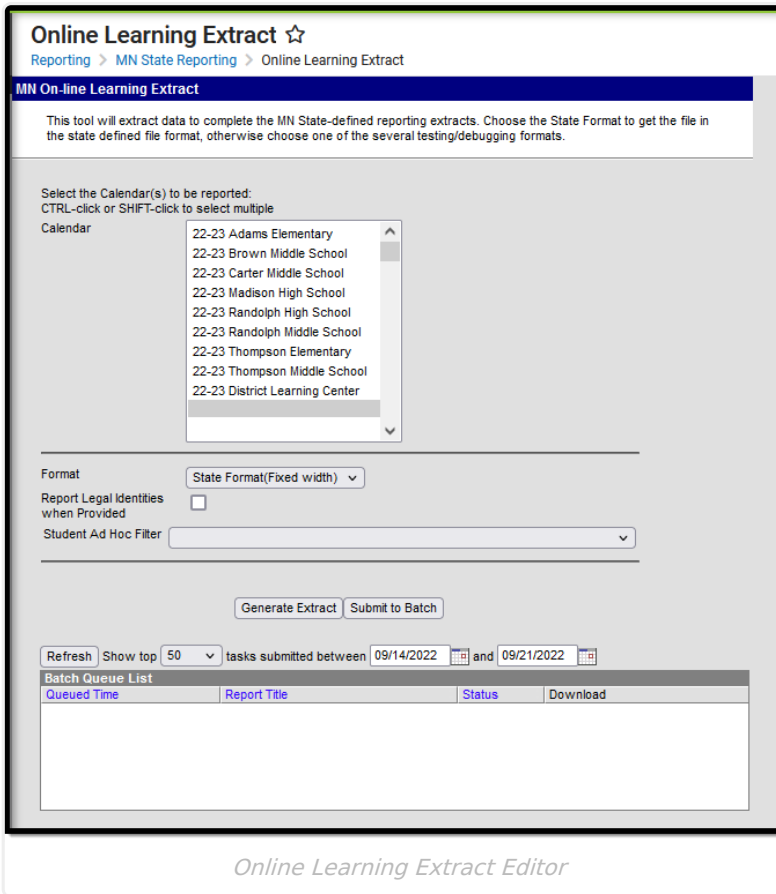 Online Learning Extract ☆
Reporting > MN State Reporting > Online Learning Extract
MN On-line Learning Extract
This tool will extract data to complete the MN State-defined reporting extracts. Choose the State Format to get the file in
the state defined file format, otherwise choose one of the several testing/debugging formats.
Select the Calendar(s) to be reported:
CTRL-click or SHIFT-click to select multiple
Calendar
22-23 Adams Elementary
22-23 Brown Middle School
22-23 Carter Middle School
22-23 Madison High School
22-23 Randolph High School
22-23 Randolph Middle School
22-23 Thompson Elementary
22-23 Thompson Middle School
22-23 District Learning Center
Format State Format(Fixed width)
Report Legal Identities
when Provided
Student Ad Hoc Filter
Generate Extract Submit to Batch
Refresh Show top 50 tasks submitted between 09/14/2022 and 09/21/2022
Batch Queue List
Queued Time Report Title Status Download
Online Learning Extract Editor